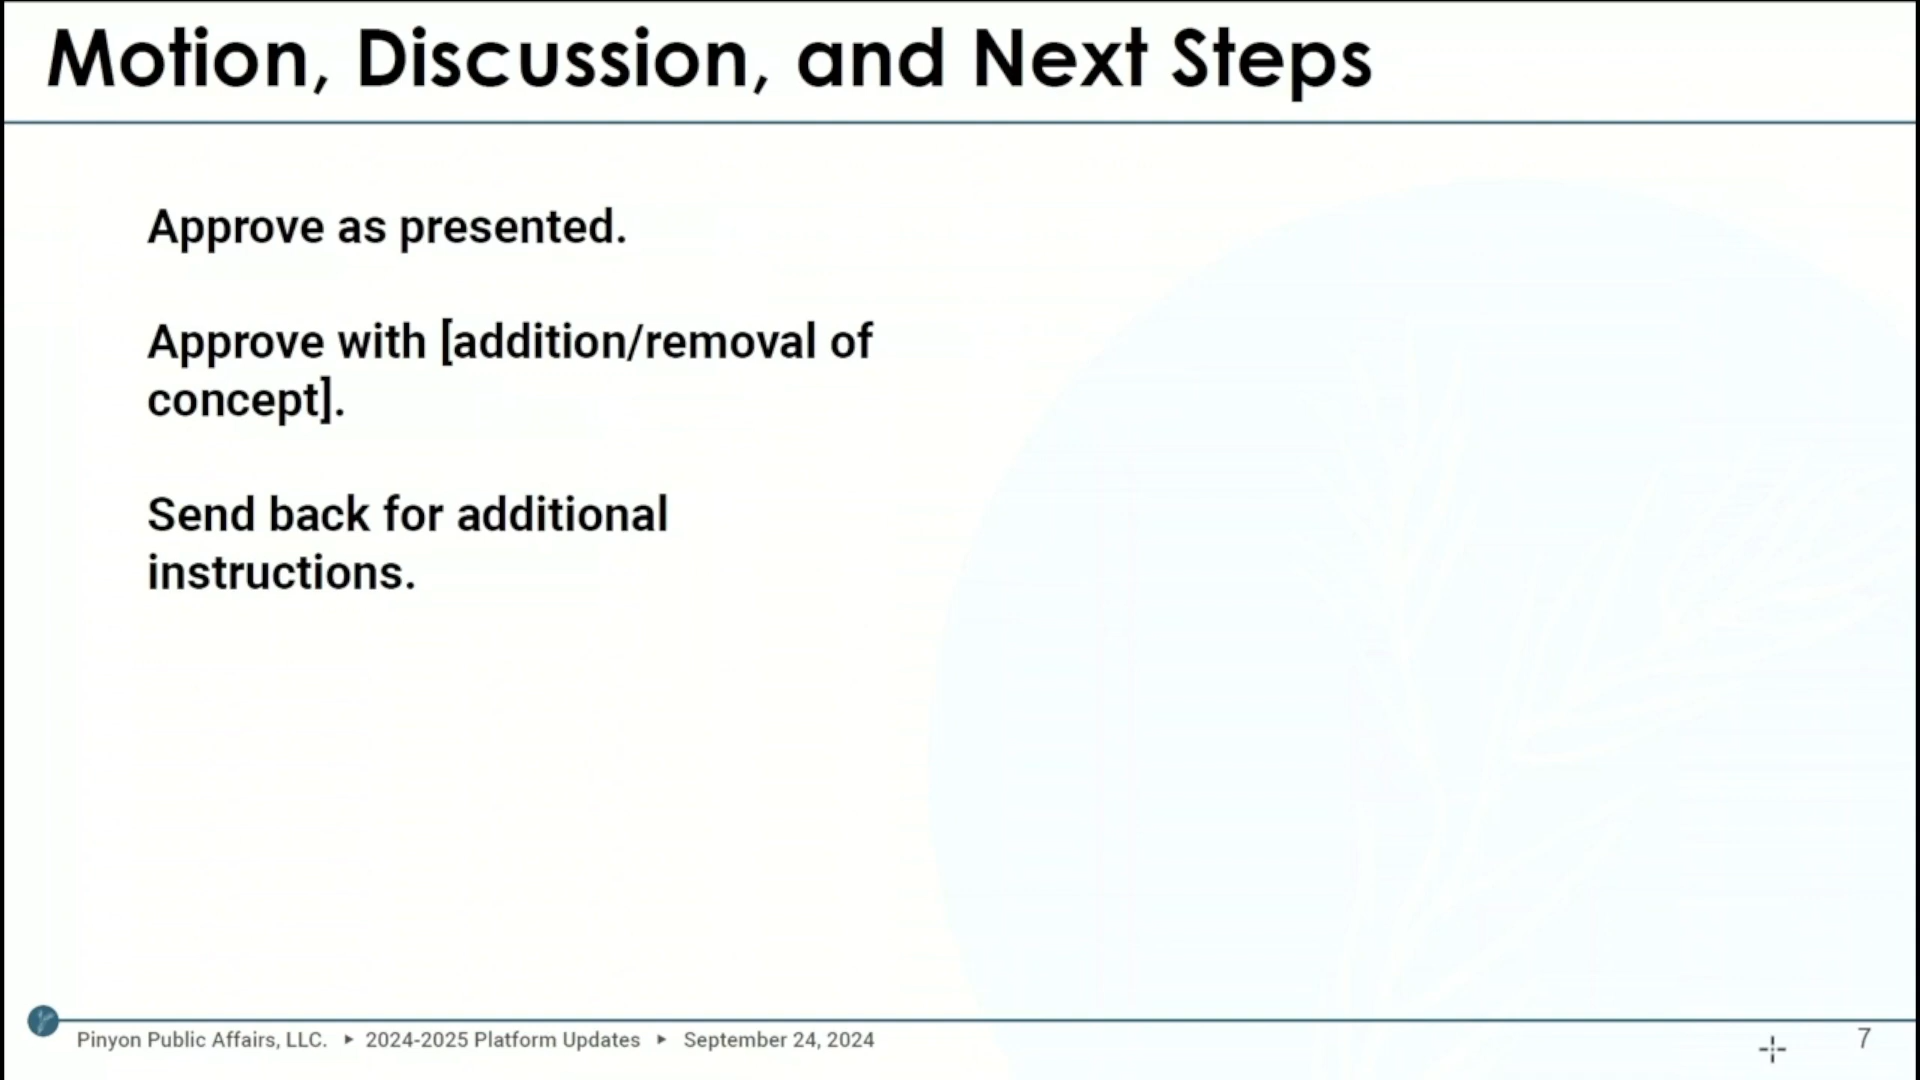 Motion, Discussion, and Next Steps
Approve as presented.
Approve with [addition/removal of
concept].
Send back for additional
instructions.
Pinyon Public Affairs, LLC. ▶ 2024-2025 Platform Updates ▶ September 24, 2024
7